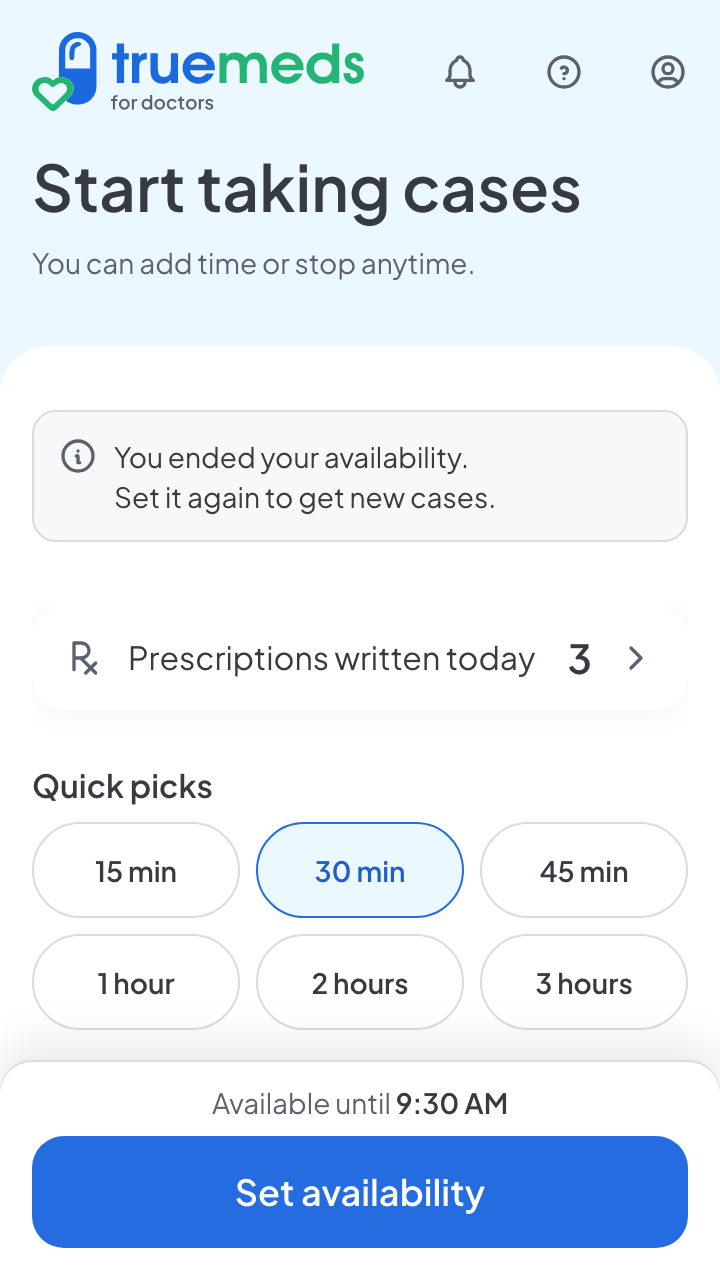 truemeds
for doctors
Start taking cases
You can add time or stop anytime.
You ended your availability.
Set it again to get new cases.
Prescriptions written today 3
Quick picks
15 min
30 min
45 min
1 hour
2 hours
3 hours
Available until 9:30 AM
Set availability